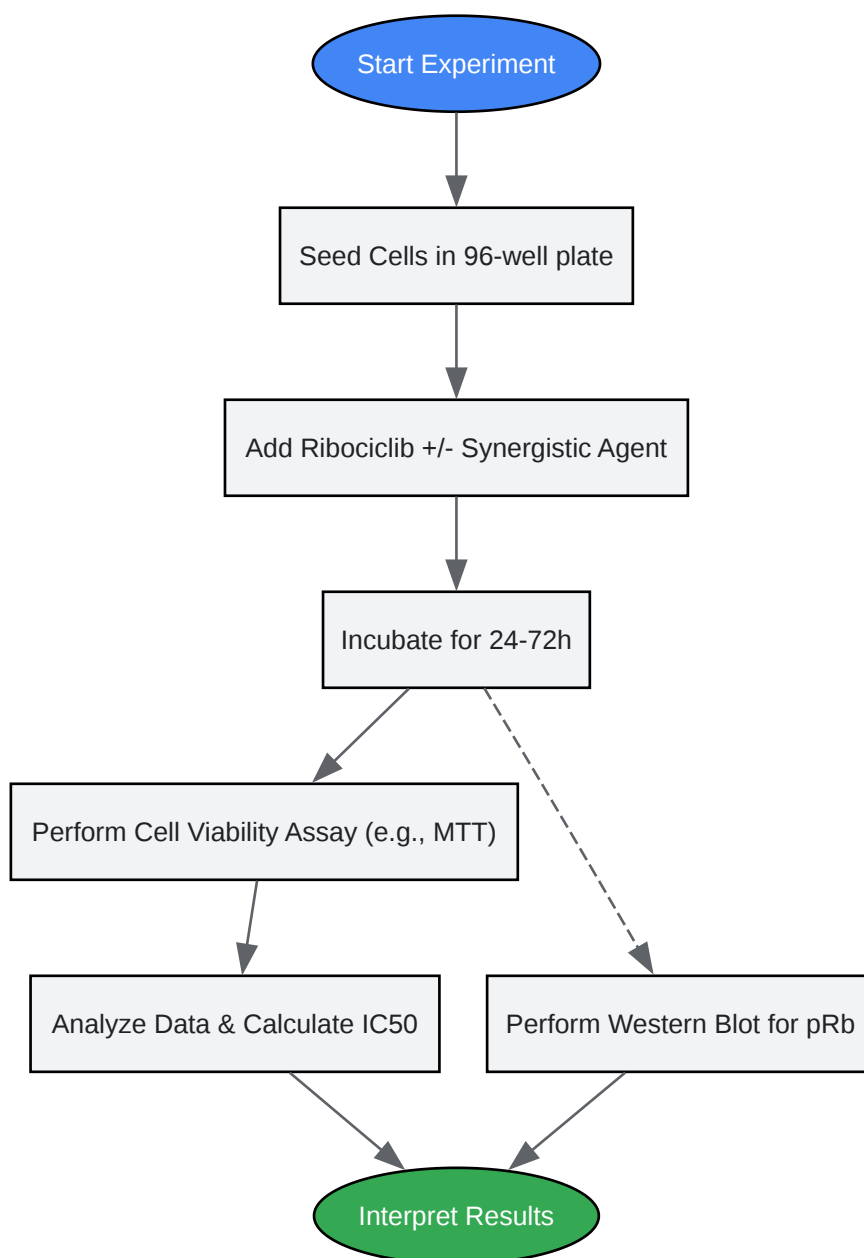 Start Experiment
Seed Cells in 96-well plate
Add Ribociclib +/- Synergistic Agent
Incubate for 24-72h
Perform Cell Viability Assay (e.g., MTT)
Analyze Data & Calculate IC50
Perform Western Blot for pRb
Interpret Results